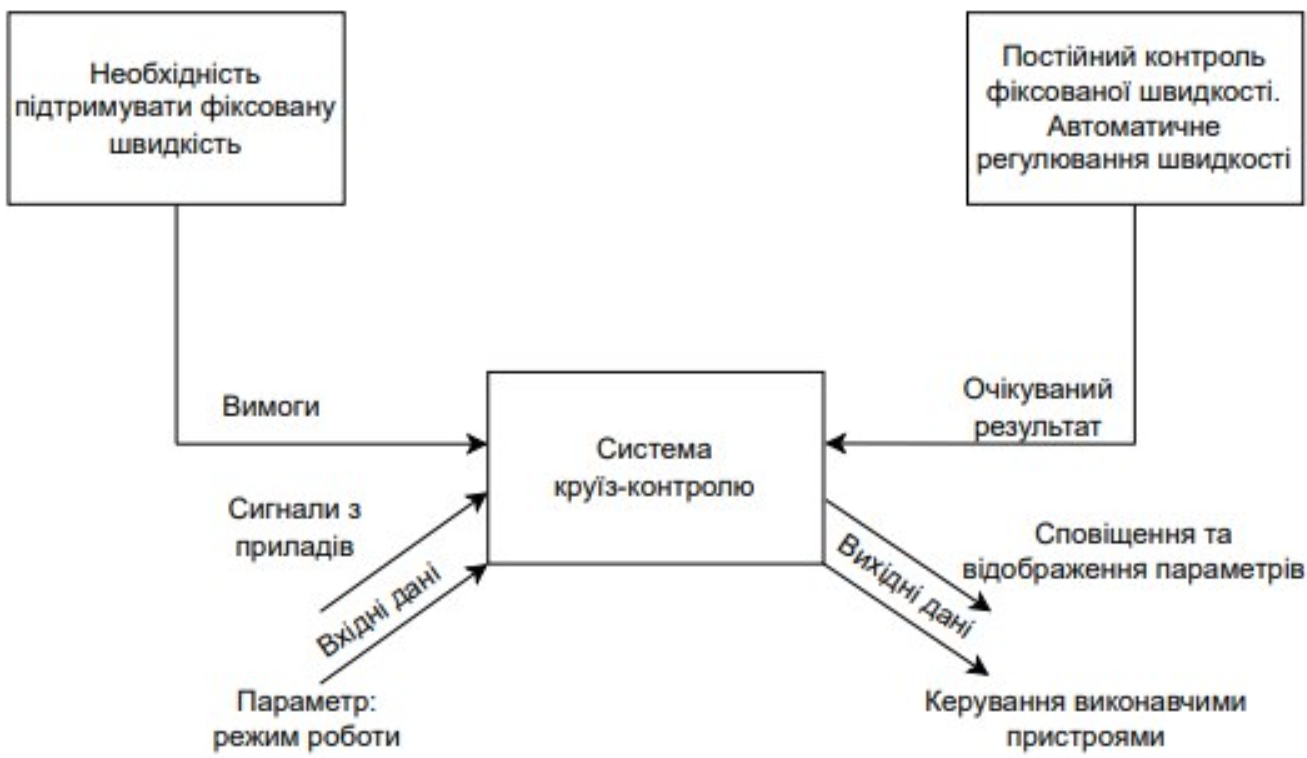 Необхідність
підтримувати фіксовану
швидкість
Постійний контроль
фіксованої швидкості.
Автоматичне
регулювання швидкості
Вимоги
Очікуваний
результат
Система
круїз-контролю
Сигнали з
приладів
Вхідні дані
Параметр:
режим роботи
Вихідні дані
Сповіщення та
відображення параметрів
Керування виконавчими
пристроями